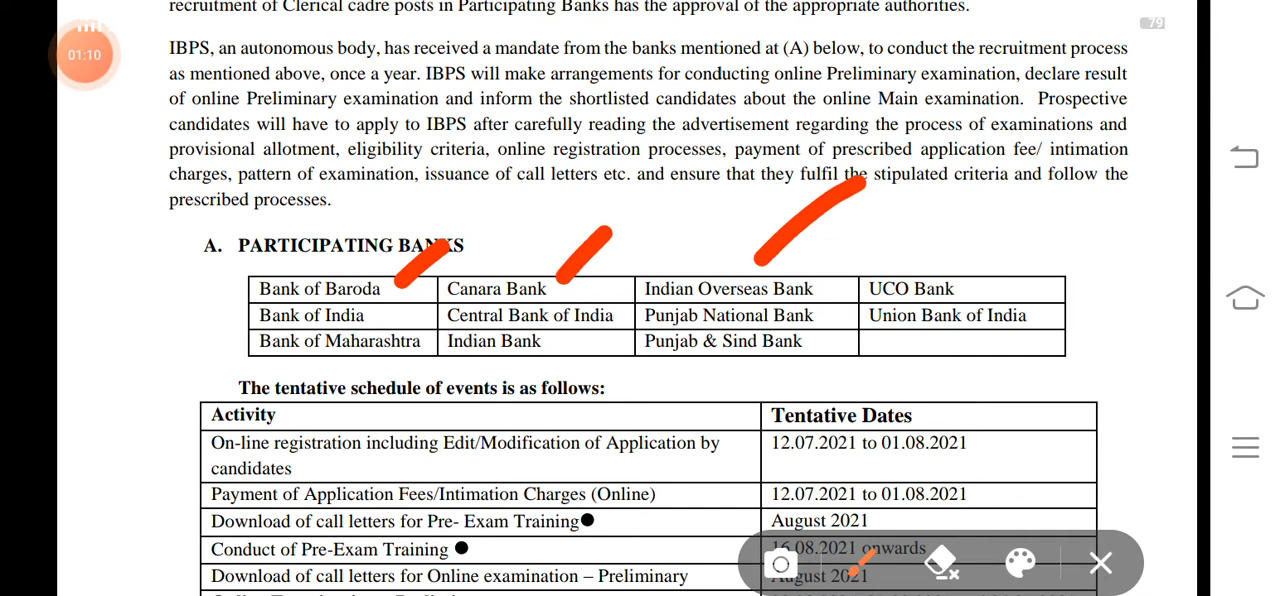 recruitment of Clerical cadre posts in Participating Banks has the approval of the appropriate authorities.
79
01:10
IBPS, an autonomous body, has received a mandate from the banks mentioned at (A) below, to conduct the recruitment process
as mentioned above, once a year. IBPS will make arrangements for conducting online Preliminary examination, declare result
of online Preliminary examination and inform the shortlisted candidates about the online Main examination. Prospective
candidates will have to apply to IBPS after carefully reading the advertisement regarding the process of examinations and
provisional allotment, eligibility criteria, online registration processes, payment of prescribed application fee/ intimation
charges, pattern of examination, issuance of call letters etc. and ensure that they fulfil the stipulated criteria and follow the
prescribed processes.
A. PARTICIPATING BANKS
Bank of Baroda Canara Bank Indian Overseas Bank UCO Bank
Bank of India Central Bank of India Punjab National Bank Union Bank of India
Bank of Maharashtra Indian Bank Punjab & Sind Bank
The tentative schedule of events is as follows:
Activity Tentative Dates
On-line registration including Edit/Modification of Application by 12.07.2021 to 01.08.2021
candidates
Payment of Application Fees/Intimation Charges (Online) 12.07.2021 to 01.08.2021
Download of call letters for Pre- Exam Training● August 2021
Conduct of Pre-Exam Training ● 16.08.2021 onwards
Download of call letters for Online examination – Preliminary August 2021